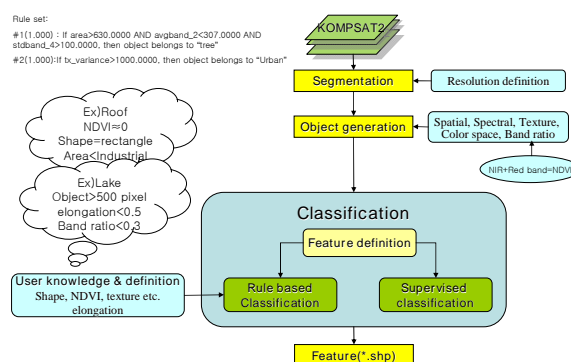 Rule set:
#1(1.000) : If area>630.0000 AND avgband_2<307.0000 AND
stdband_4>100.0000, then object belongs to "tree"
#2(1.000):If tx_variance>1000.0000, then object belongs to "Urban"
KOMPSAT2
Segmentation
Resolution definition
Object generation
Spatial, Spectral, Texture,
Color space, Band ratio
NIR+Red band=NDVI
Ex)Roof
NDVI≈0
Shape=rectangle
Area<Industrial
Ex)Lake
Object>500 pixel
elongation<0.5
Band ratio<0.3
Classification
Feature definition
User knowledge & definition
Shape, NDVI, texture etc.
elongation
Rule based
Classification
Supervised
classification
Feature(*.shp)